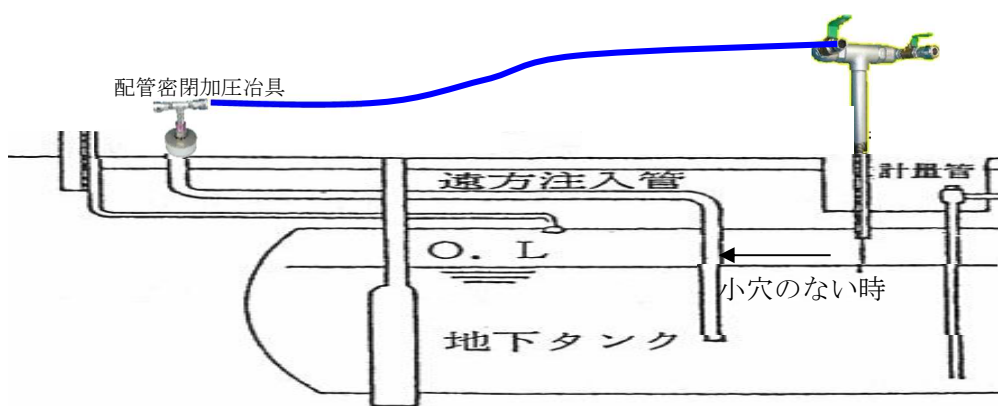 配管密閉加圧冶具
遠方注入管
計量管
O. L
小穴のない時
地下タンク